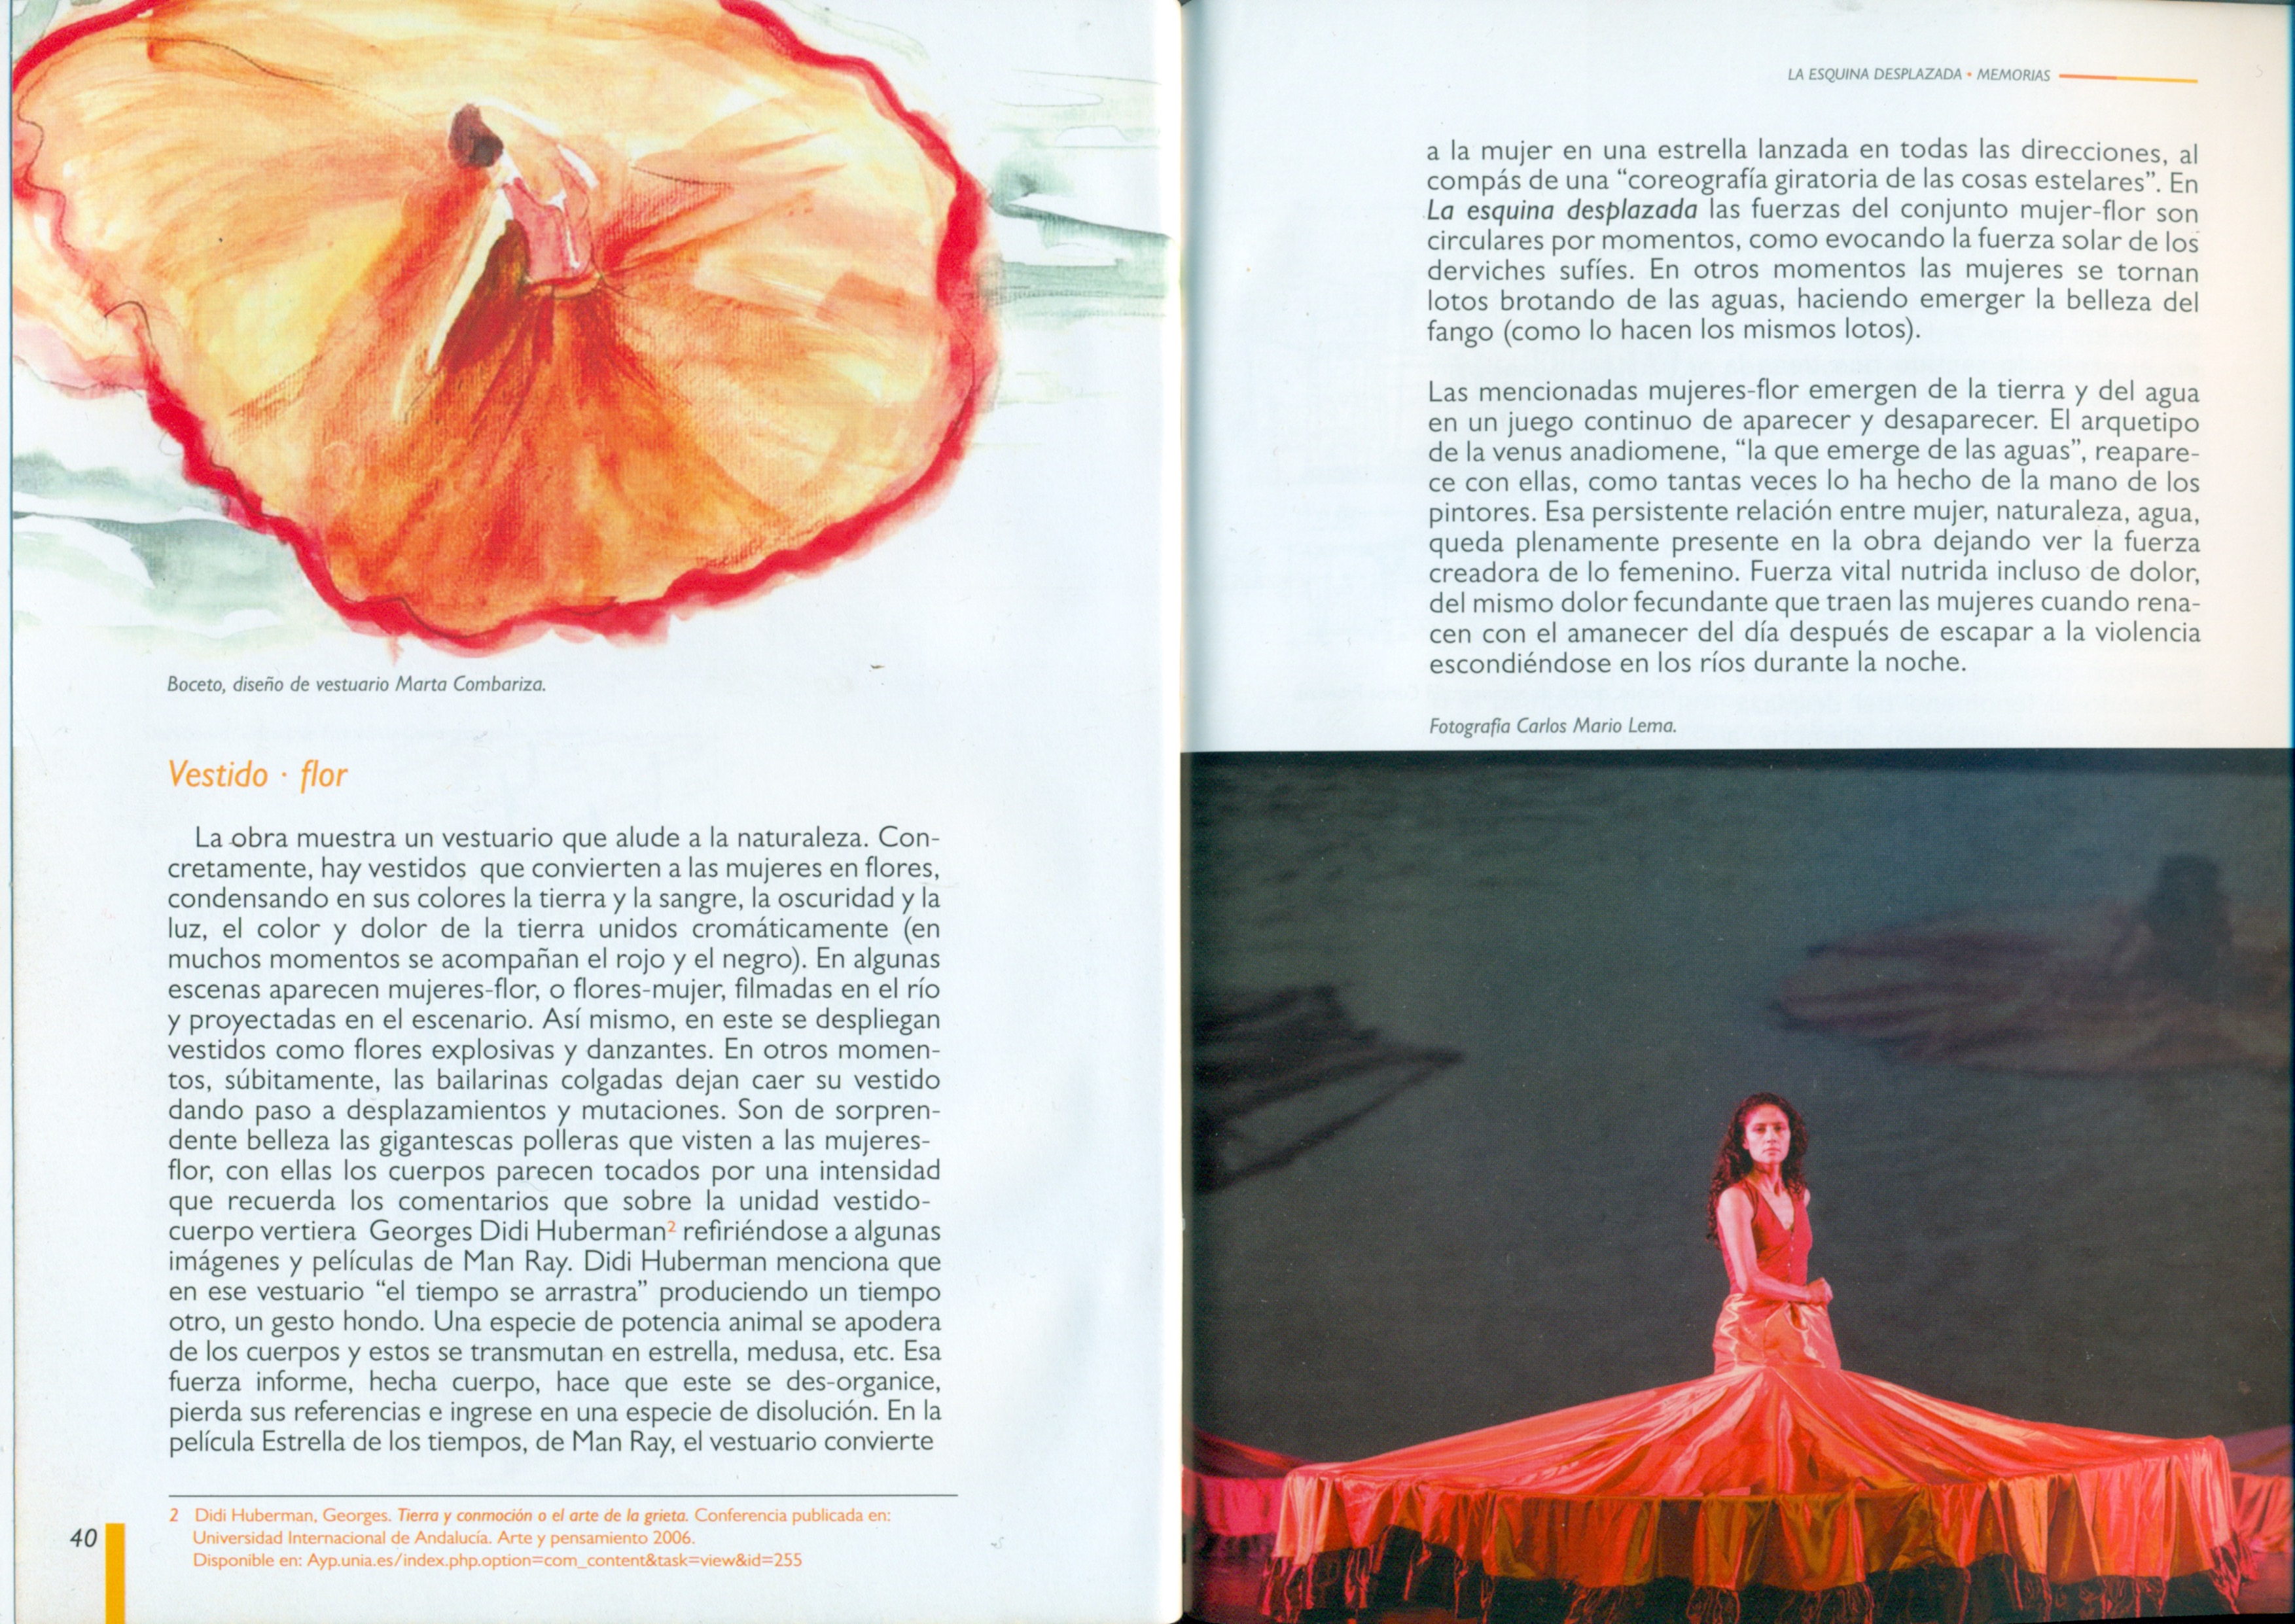 Boceto, diseño de vestuario Marta Combariza.
Vestido · flor
La obra muestra un vestuario que alude a la naturaleza. Con-
cretamente, hay vestidos que convierten a las mujeres en flores,
condensando en sus colores la tierra y la sangre, la oscuridad y la
luz, el color y dolor de la tierra unidos cromáticamente (en
muchos momentos se acompañan el rojo y el negro). En algunas
escenas aparecen mujeres-flor, o flores-mujer, filmadas en el río
y proyectadas en el escenario. Así mismo, en este se despliegan
vestidos como flores explosivas y danzantes. En otros momen-
tos, súbitamente, las bailarinas colgadas dejan caer su vestido
dando paso a desplazamientos y mutaciones. Son de sorpren-
dente belleza las gigantescas polleras que visten a las mujeres-
flor, con ellas los cuerpos parecen tocados por una intensidad
que recuerda los comentarios que sobre la unidad vestido-
cuerpo vertiera Georges Didi Huberman2 refiriéndose a algunas
imágenes y películas de Man Ray. Didi Huberman menciona que
en ese vestuario “el tiempo se arrastra” produciendo un tiempo
otro, un gesto hondo. Una especie de potencia animal se apodera
de los cuerpos y estos se transmutan en estrella, medusa, etc. Esa
fuerza informe, hecha cuerpo, hace que este se des-organice,
pierda sus referencias e ingrese en una especie de disolución. En la
película Estrella de los tiempos, de Man Ray, el vestuario convierte
2 Didi Huberman, Georges. Tierra y conmoción o el arte de la grieta. Conferencia publicada en:
Universidad Internacional de Andalucía. Arte y pensamiento 2006.
Disponible en: Ayp.unia.es/index.php.option=com_content&task=view&id=255
40
LA ESQUINA DESPLAZADA • MEMORIAS
a la mujer en una estrella lanzada en todas las direcciones, al
compás de una “coreografía giratoria de las cosas estelares”. En
La esquina desplazada las fuerzas del conjunto mujer-flor son
circulares por momentos, como evocando la fuerza solar de los
derviches sufíes. En otros momentos las mujeres se tornan
lotos brotando de las aguas, haciendo emerger la belleza del
fango (como lo hacen los mismos lotos).
Las mencionadas mujeres-flor emergen de la tierra y del agua
en un juego continuo de aparecer y desaparecer. El arquetipo
de la venus anadiomene, “la que emerge de las aguas”, reapare-
ce con ellas, como tantas veces lo ha hecho de la mano de los
pintores. Esa persistente relación entre mujer, naturaleza, agua,
queda plenamente presente en la obra dejando ver la fuerza
creadora de lo femenino. Fuerza vital nutrida incluso de dolor,
del mismo dolor fecundante que traen las mujeres cuando rena-
cen con el amanecer del día después de escapar a la violencia
escondiéndose en los ríos durante la noche.
Fotografía Carlos Mario Lema.